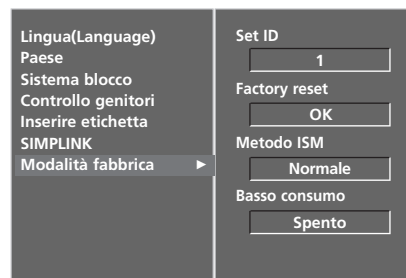 Lingua(Language)
Paese
Sistema blocco
Controllo genitori
Inserire etichetta
SIMPLINK
Modalità fabbrica ►
Set ID
1
Factory reset
OK
Metodo ISM
Normale
Basso consumo
Spento